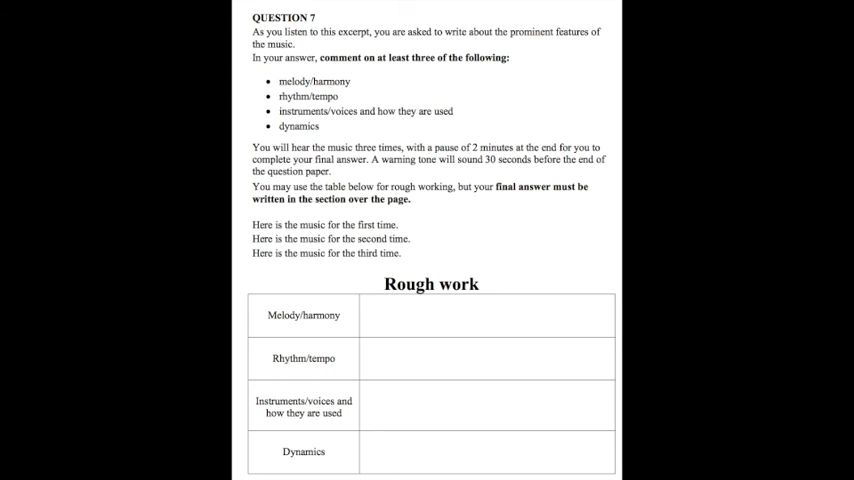 QUESTION 7
As you listen to this excerpt, you are asked to write about the prominent features of
the music.
In your answer, comment on at least three of the following:
• melody/harmony
• rhythm/tempo
• instruments/voices and how they are used
• dynamics
You will hear the music three times, with a pause of 2 minutes at the end for you to
complete your final answer. A warning tone will sound 30 seconds before the end of
the question paper.
You may use the table below for rough working, but your final answer must be
written in the section over the page.
Here is the music for the first time.
Here is the music for the second time.
Here is the music for the third time.
Rough work
Melody/harmony
Rhythm/tempo
Instruments/voices and
how they are used
Dynamics